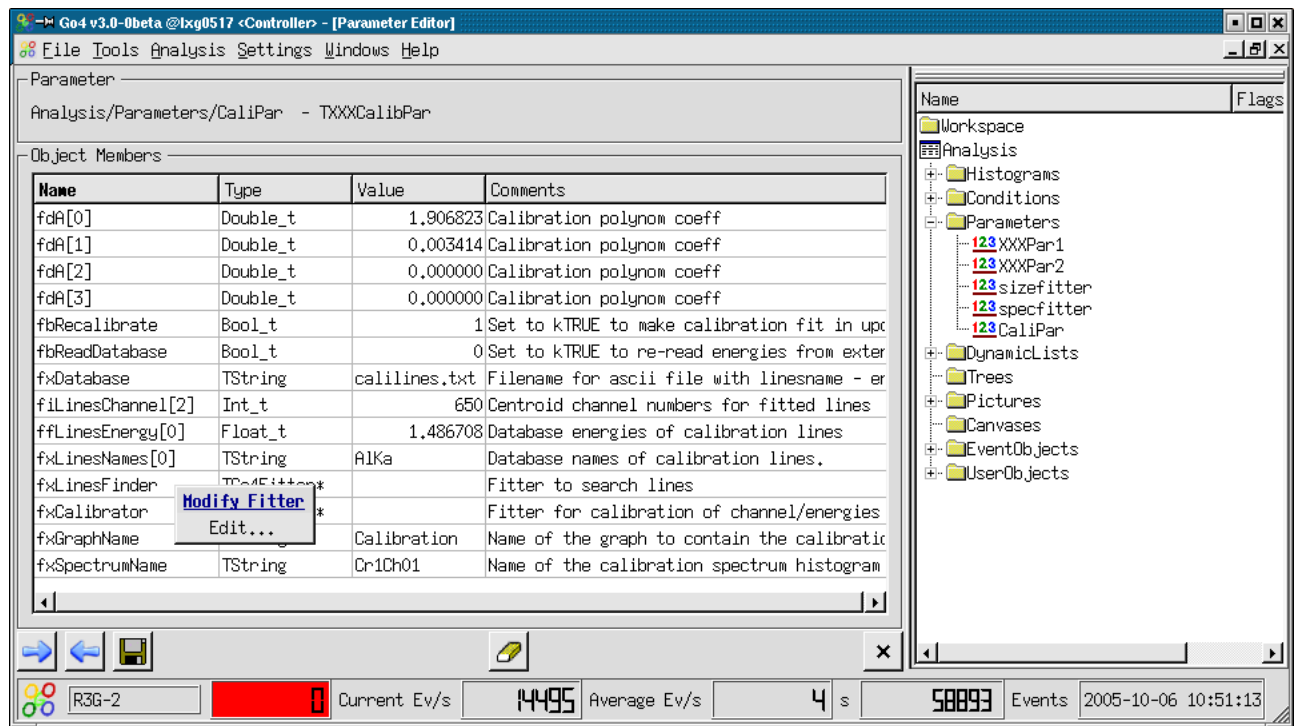 Go4 v3.0-0beta @lxg0517 <Controller> - [Parameter Editor]
File Tools Analysis Settings Windows Help
Parameter
Analysis/Parameters/CaliPar - TXXXCalibPar
Object Members
Name Type Value Comments
fdA[0] Double_t 1.906823 Calibration polynom coeff
fdA[1] Double_t 0.003414 Calibration polynom coeff
fdA[2] Double_t 0.000000 Calibration polynom coeff
fdA[3] Double_t 0.000000 Calibration polynom coeff
fbRecalibrate Bool_t 1 Set to kTRUE to make calibration fit in
fbReadDatabase Bool_t 0 Set to kTRUE to re-read energies from
fxDatabase TString calilines.txt Filename for ascii file with linesname -
fiLinesChannel[2] Int_t 650 Centroid channel numbers for fitted lines
ffLinesEnergy[0] Float_t 1.486708 Database energies of calibration lines
fxLinesNames[0] TString AlKa Database names of calibration lines.
fxLinesFinder Fitter to search lines
fxCalibrator Fitter for calibration of channel/energies
fxGraphName Calibration Name of the graph to contain the
fxSpectrumName TString Cr1Ch01 Name of the calibration spectrum histogram
Modify Fitter
Edit...
Name Flags
Workspace
Analysis
Histograms
Conditions
Parameters
123 XXXPar1
123 XXXPar2
123 sizefitter
123 specfitter
123 CaliPar
DynamicLists
Trees
Pictures
Canvases
EventObjects
UserObjects
R3G-2 0 Current Ev/s 14495 Average Ev/s 4 s 58893 Events 2005-10-06 10:51:13